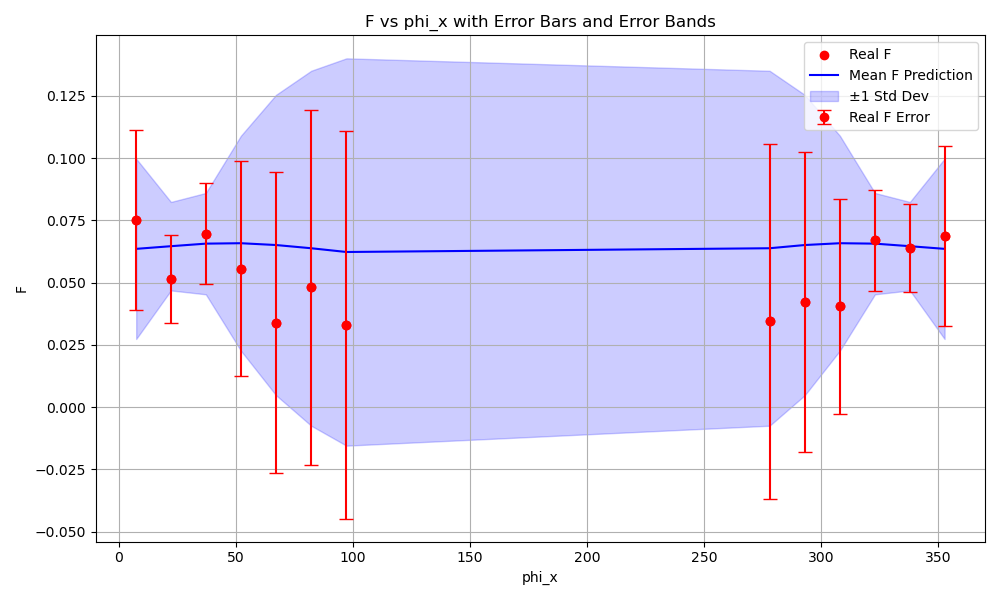 F vs phi_x with Error Bars and Error Bands
Real F
Mean F Prediction
±1 Std Dev
Real F Error
0.125
0.100
0.075
0.050
0.025
0.000
−0.025
−0.050
F
0 50 100 150 200 250 300 350
phi_x